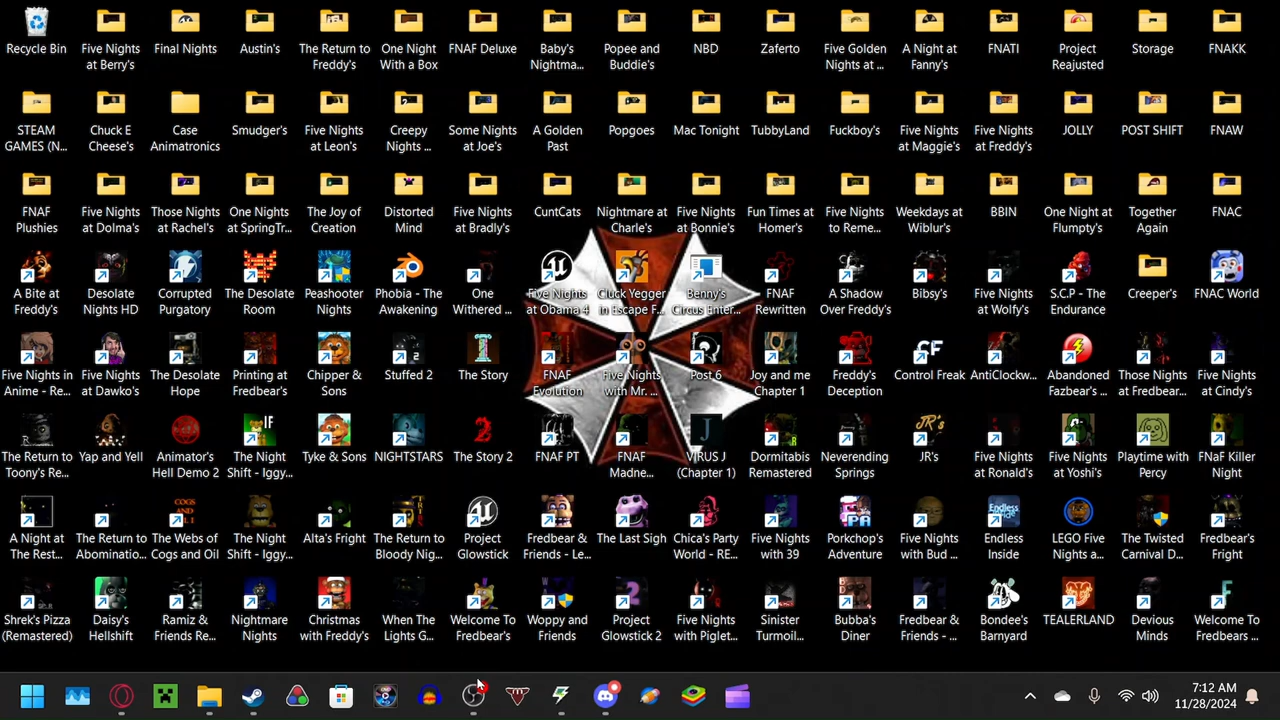 Recycle Bin
Five Nights at Berry's
Final Nights
Austin's
The Return to Freddy's
One Night With a Box
FNAF Deluxe
Baby's Nightma...
Popee and Buddie's
NBD
Zaferto
Five Golden Nights at ...
A Night at Fanny's
FNATI
Project Reajusted
Storage
FNAKK
STEAM GAMES (N...
Chuck E Cheese's
Case Animatronics
Smudger's
Five Nights at Leon's
Creepy Nights ...
Some Nights at Joe's
A Golden Past
Popgoes
Mac Tonight
TubbyLand
Fuckboy's
Five Nights at Maggie's
Five Nights at Freddy's
JOLLY
POST SHIFT
FNAW
FNAF Plushies
Five Nights at Dolma's
Those Nights at Rachel's
One Nights at SpringTr...
The Joy of Creation
Distorted Mind
Five Nights at Bradly's
CuntCats
Nightmare at Charle's
Five Nights at Bonnie's
Fun Times at Homer's
Five Nights to Reme...
Weekdays at Wiblur's
BBIN
One Night at Flumpty's
Together Again
FNAC
A Bite at Freddy's
Desolate Nights HD
Corrupted Purgatory
The Desolate Room
Peashooter Nights
Phobia - The Awakening
One Withered ...
Five Nights at Obama 4
Cluck Yegger in Escape F...
Benny's Circus Enter...
FNAF Rewritten
A Shadow Over Freddy's
Bibsy's
Five Nights at Wolfy's
S.C.P - The Endurance
Creeper's
FNAC World
Five Nights in Anime - Re...
Five Nights at Dawko's
The Desolate Hope
Printing at Fredbear's
Chipper & Sons
Stuffed 2
The Story
FNAF Evolution
Five Nights with Mr. ...
Post 6
Joy and me Chapter 1
Freddy's Deception
CF
Control Freak
AntiClockw...
Abandoned Fazbear's ...
Those Nights at Fredbear...
Five Nights at Cindy's
The Return to Toony's Re...
Yap and Yell
Animator's Hell Demo 2
The Night Shift - Iggy...
Tyke & Sons
NIGHTSTARS
The Story 2
FNAF PT
FNAF Madne...
VIRUS J (Chapter 1)
Dormitabis Remastered
Neverending Springs
JR's
JR's
Five Nights at Ronald's
Five Nights at Yoshi's
Playtime with Percy
FNaF Killer Night
A Night at The Rest...
The Return to Abominatio...
COGS AND
The Webs of Cogs and Oil
The Night Shift - Iggy...
Alta's Fright
The Return to Bloody Nig...
Project Glowstick
Fredbear & Friends - Le...
The Last Sigh
Chica's Party World - RE...
Five Nights with 39
PA
Porkchop's Adventure
Five Nights with Bud ...
Endless Inside
Endless Inside
LEGO Five Nights a...
The Twisted Carnival D...
Fredbear's Fright
Shrek's Pizza (Remastered)
Daisy's Hellshift
Ramiz & Friends Re...
Nightmare Nights
Christmas with Freddy's
When The Lights G...
Welcome To Fredbear's
Woppy and Friends
Project Glowstick 2
Five Nights with Piglet...
Sinister Turmoil...
Bubba's Diner
Fredbear & Friends - ...
Bondee's Barnyard
TEALERLAND
Devious Minds
Welcome To Fredbears ...
7:12 AM
11/28/2024